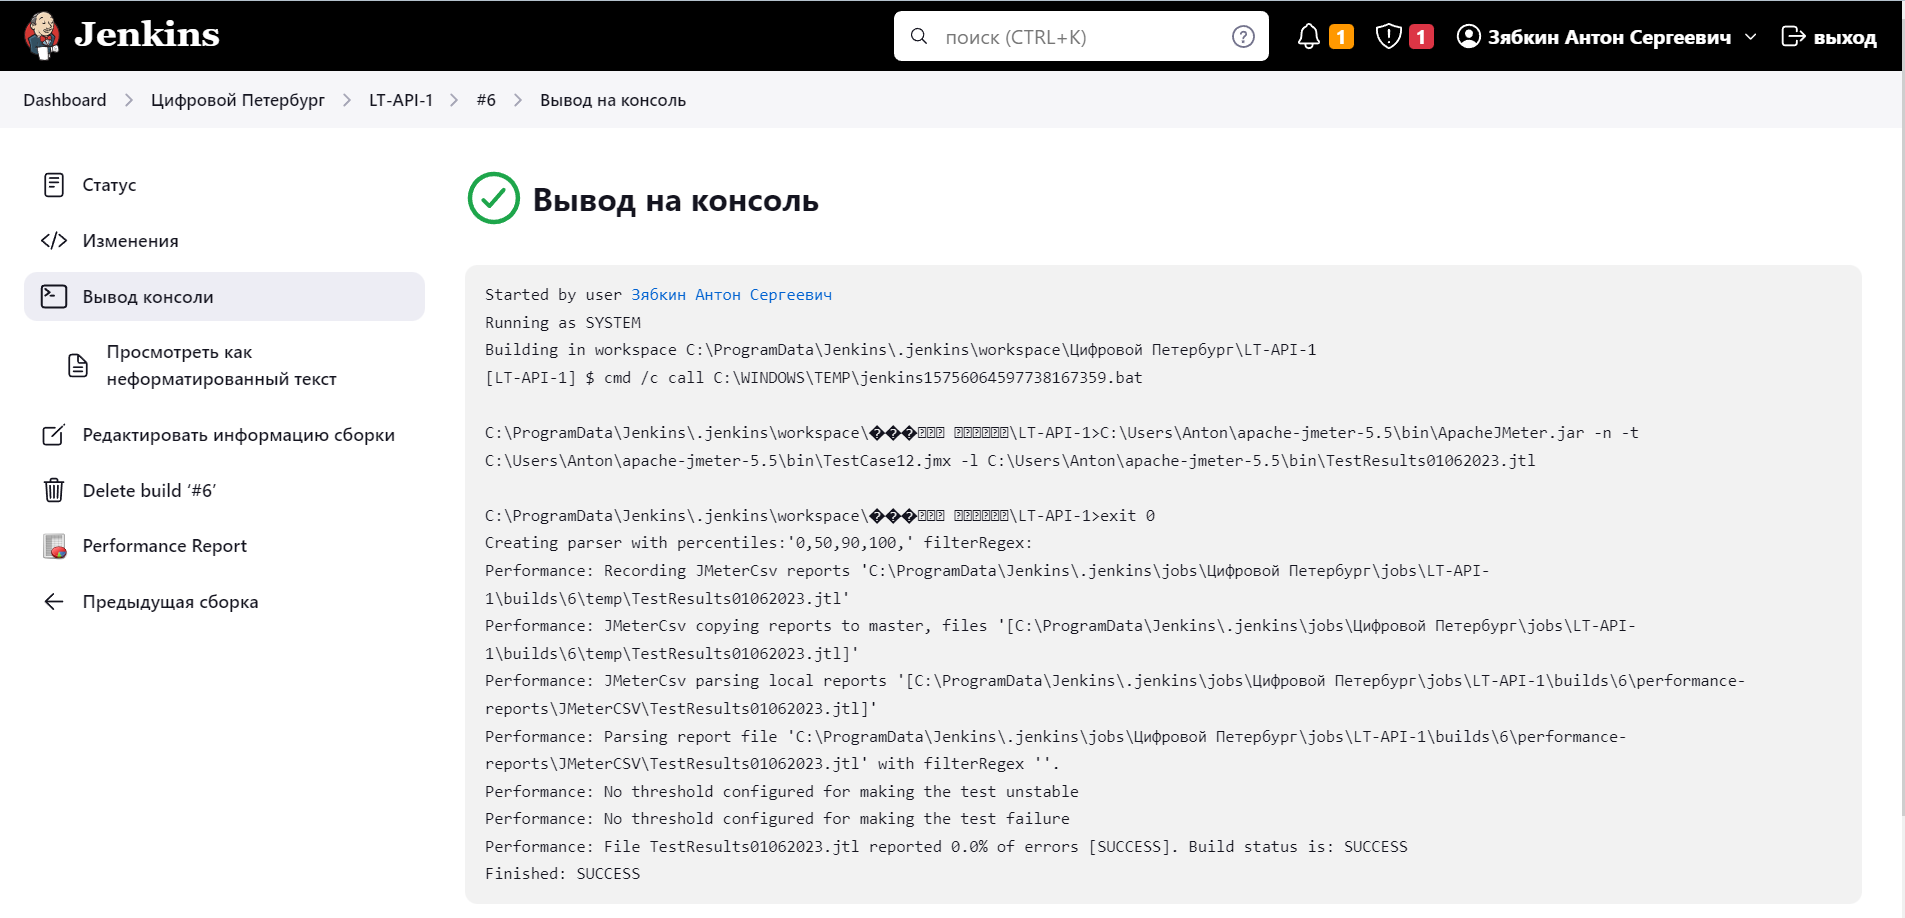 Jenkins
поиск (CTRL+K)
1
1
Зябкин Антон Сергеевич
выход
Dashboard
Цифровой Петербург
LT-API-1
#6
Вывод на консоль
Статус
Изменения
Вывод консоли
Просмотреть как
неформатированный текст
Редактировать информацию сборки
Delete build ‘#6’
Performance Report
Предыдущая сборка
Вывод на консоль
Started by user Зябкин Антон Сергеевич
Running as SYSTEM
Building in workspace C:\ProgramData\Jenkins\.jenkins\workspace\Цифровой Петербург\LT-API-1
[LT-API-1] $ cmd /c call C:\WINDOWS\TEMP\jenkins15756064597738167359.bat
C:\ProgramData\Jenkins\.jenkins\workspace\���⍰⍰⍰ ⍰⍰⍰⍰⍰⍰\LT-API-1>C:\Users\Anton\apache-jmeter-5.5\bin\ApacheJMeter.jar -n -t
C:\Users\Anton\apache-jmeter-5.5\bin\TestCase12.jmx -l C:\Users\Anton\apache-jmeter-5.5\bin\TestResults01062023.jtl
C:\ProgramData\Jenkins\.jenkins\workspace\���⍰⍰⍰ ⍰⍰⍰⍰⍰⍰\LT-API-1>exit 0
Creating parser with percentiles:'0,50,90,100,' filterRegex:
Performance: Recording JMeterCsv reports 'C:\ProgramData\Jenkins\.jenkins\jobs\Цифровой Петербург\jobs\LT-API-
1\builds\6\temp\TestResults01062023.jtl'
Performance: JMeterCsv copying reports to master, files '[C:\ProgramData\Jenkins\.jenkins\jobs\Цифровой Петербург\jobs\LT-API-
1\builds\6\temp\TestResults01062023.jtl]'
Performance: JMeterCsv parsing local reports '[C:\ProgramData\Jenkins\.jenkins\jobs\Цифровой Петербург\jobs\LT-API-1\builds\6\performance-
reports\JMeterCSV\TestResults01062023.jtl]'
Performance: Parsing report file 'C:\ProgramData\Jenkins\.jenkins\jobs\Цифровой Петербург\jobs\LT-API-1\builds\6\performance-
reports\JMeterCSV\TestResults01062023.jtl' with filterRegex ''.
Performance: No threshold configured for making the test unstable
Performance: No threshold configured for making the test failure
Performance: File TestResults01062023.jtl reported 0.0% of errors [SUCCESS]. Build status is: SUCCESS
Finished: SUCCESS